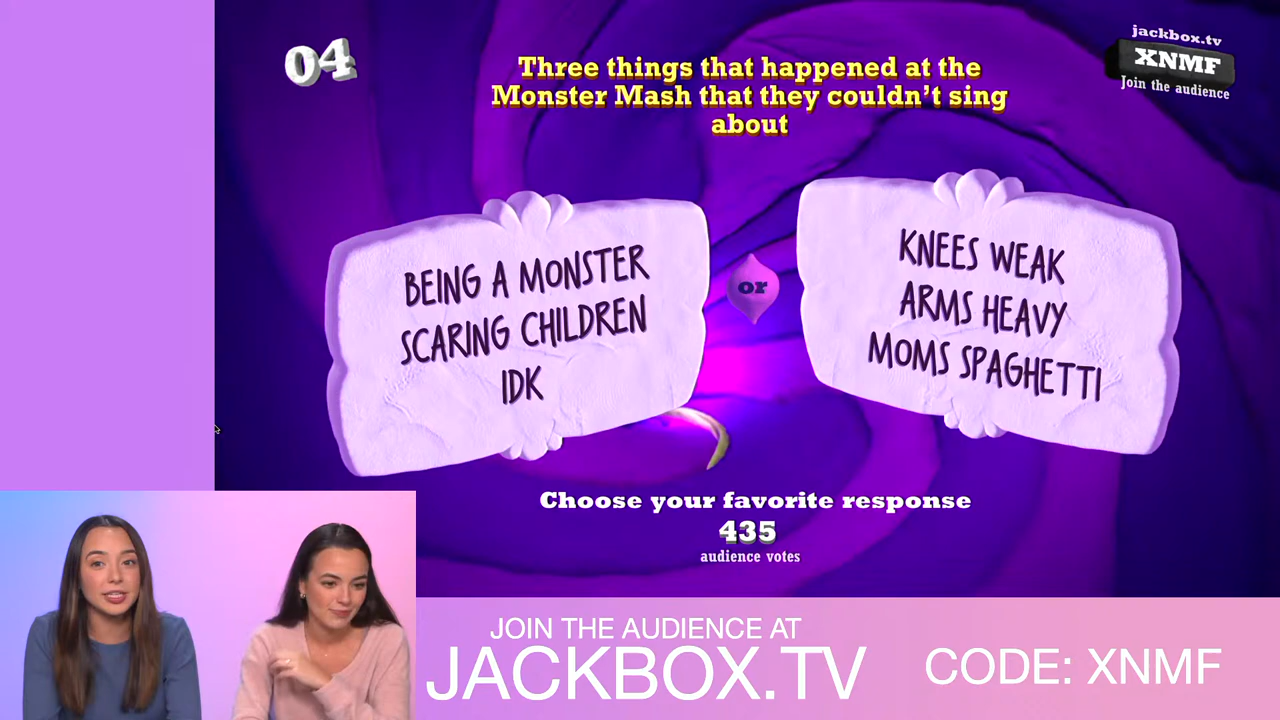 04
Three things that happened at the
Monster Mash that they couldn't sing
about
jackbox.tv
XNMF
Join the audience
BEING A MONSTER
SCARING CHILDREN
IDK
or
KNEES WEAK
ARMS HEAVY
MOMS SPAGHETTI
Choose your favorite response
435
audience votes
JOIN THE AUDIENCE AT
JACKBOX.TV
CODE: XNMF